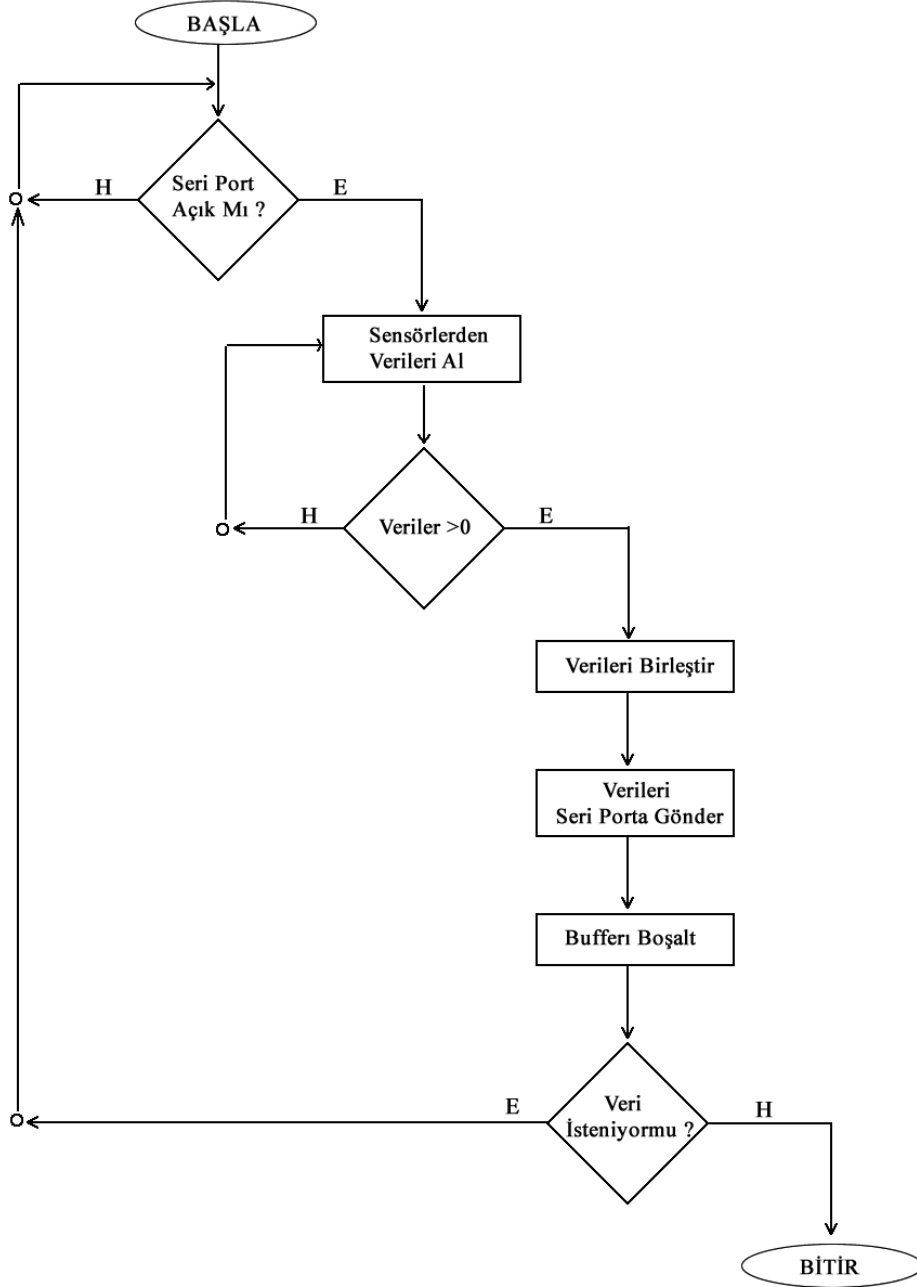 BAŞLA
H
Seri Port
Açık Mı ?
E
Sensörlerden
Verileri Al
H
Veriler >0
E
Verileri Birleştir
Verileri
Seri Porta Gönder
Bufferı Boşalt
E
Veri
İsteniyormu ?
H
BİTİR